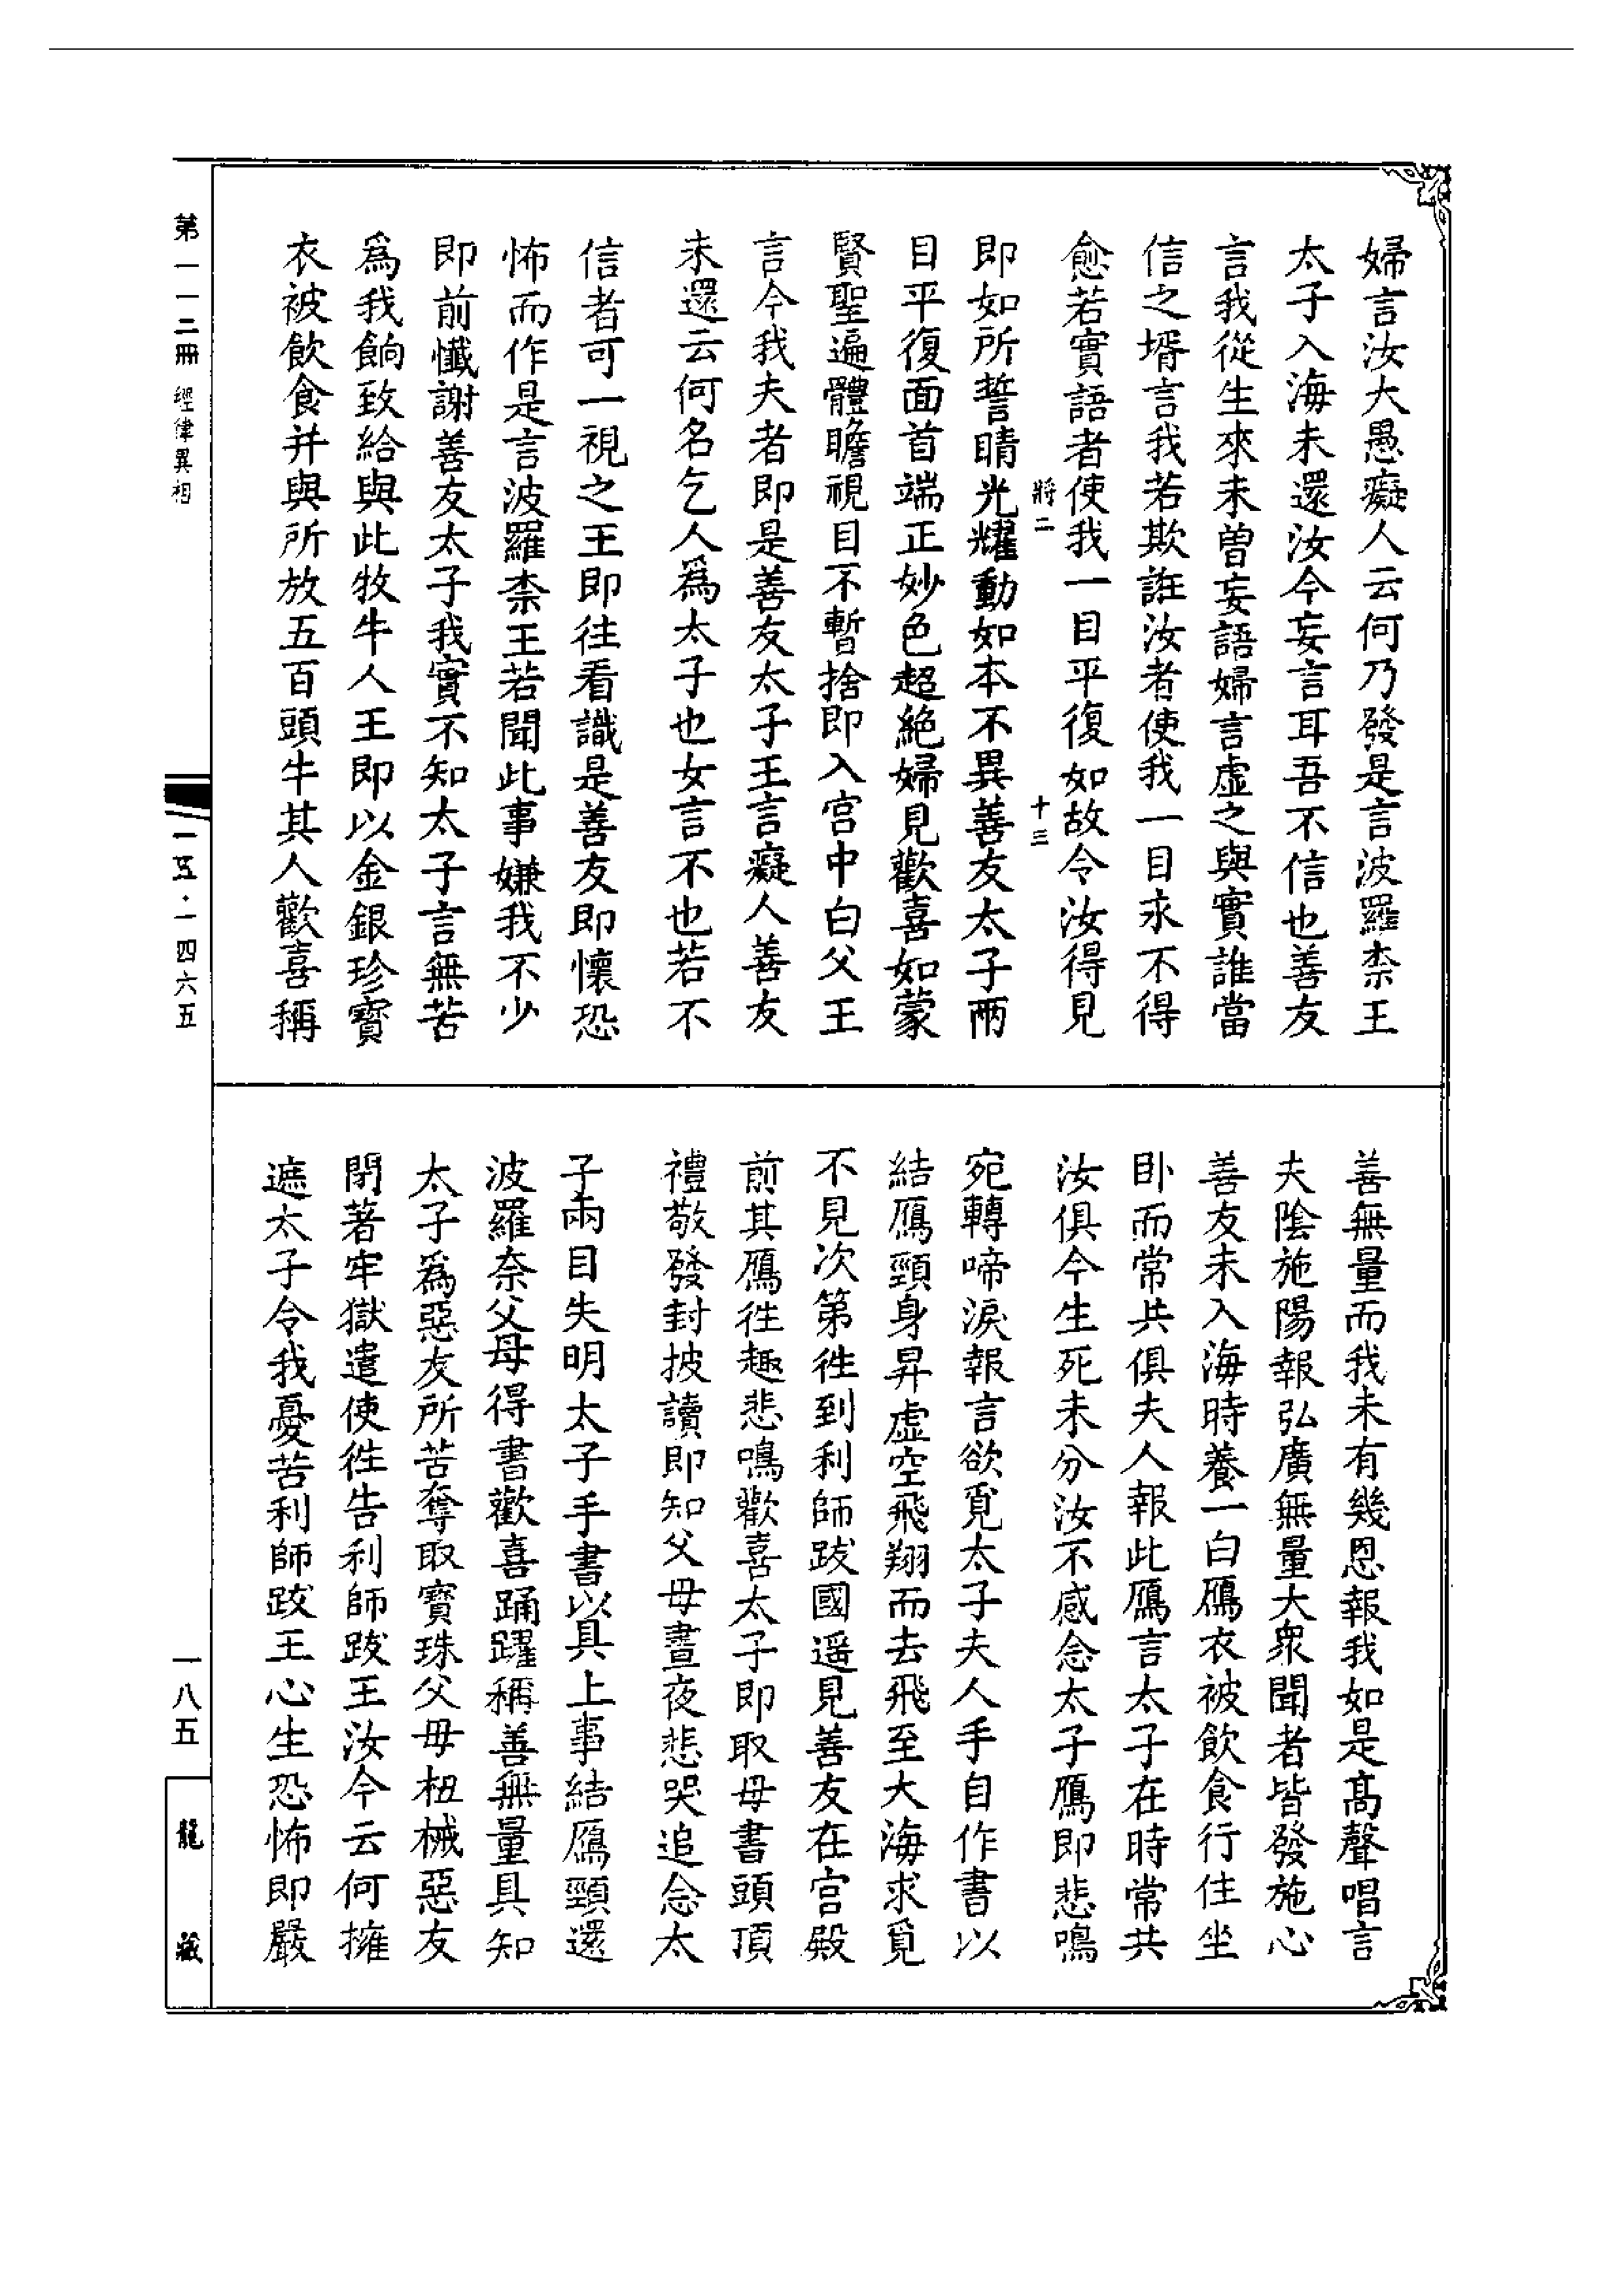 婦言汝大愚癡人云何乃發是言波羅柰王
太子入海未還汝今妄言耳吾不信也善友
言我從生來未曾妄語婦言虛之與實誰當
信之壻言我若欺誑汝者使我一目永不得
愈若實語者使我一目平復如故令汝得見
將二
十三
即如所誓睛光耀動如本不異善友太子兩
目平復面首端正妙色超絶婦見歡喜如蒙
賢聖遍體瞻視目不暫捨即入宮中白父王
言今我夫者即是善友太子王言癡人善友
未還云何名乞人爲太子也女言不也若不
信者可一視之王即往看識是善友即懷恐
怖而作是言波羅柰王若聞此事嫌我不少
即前懺謝善友太子我實不知太子言無苦
爲我餉致給與此牧牛人王即以金銀珍寶
衣被飲食并與所放五百頭牛其人歡喜稱
善無量而我未有幾恩報我如是髙聲唱言
夫陰施陽報弘廣無量大衆聞者皆發施心
善友未入海時養一白鴈衣被飲食行住坐
卧而常共俱夫人報此鴈言太子在時常共
汝俱今生死未分汝不感念太子鴈即悲鳴
宛轉啼淚報言欲覓太子夫人手自作書以
結鴈頸身昇虛空飛翔而去飛至大海求覓
不見次第徃到利師跋國遥見善友在宮殿
前其鴈徃趣悲鳴歡喜太子即取母書頭頂
禮敬發封披讀即知父母晝夜悲哭追念太
子兩目失明太子手書以具上事結鴈頸還
波羅奈父母得書歡喜踊躍稱善無量具知
太子爲惡友所苦奪取寶珠父母杻械惡友
閉著牢獄遣使徃告利師跋王汝今云何擁
遮太子令我憂苦利師跋王心生恐怖即嚴
第一一二冊 經律異相
一五·一四六五
一八五
龍藏